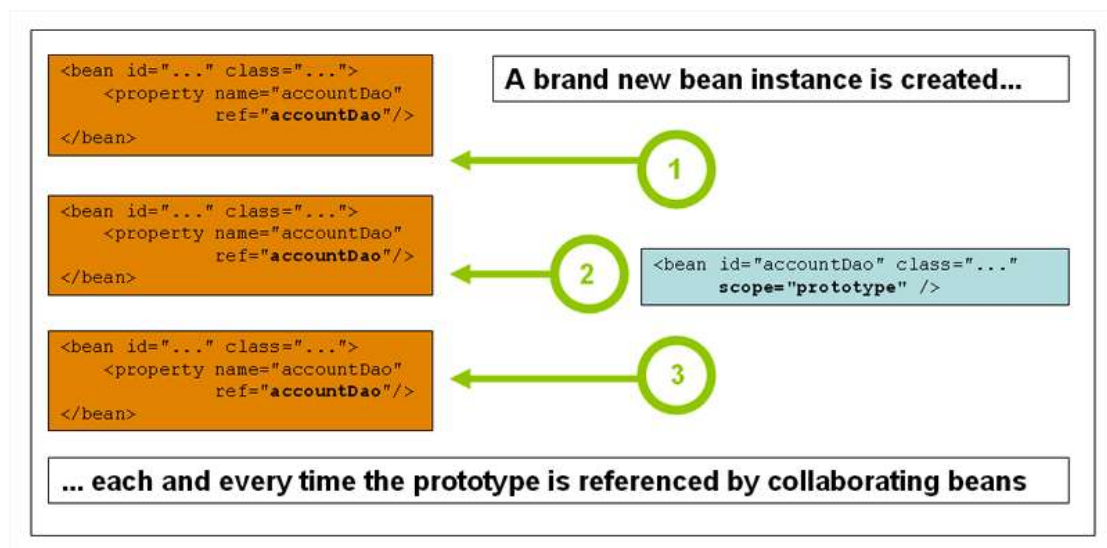 <bean id="..." class="...">
    <property name="accountDao"
              ref="accountDao"/>
</bean>
A brand new bean instance is created...
1
<bean id="..." class="...">
    <property name="accountDao"
              ref="accountDao"/>
</bean>
2
<bean id="accountDao" class="..."
      scope="prototype" />
<bean id="..." class="...">
    <property name="accountDao"
              ref="accountDao"/>
</bean>
3
... each and every time the prototype is referenced by collaborating beans